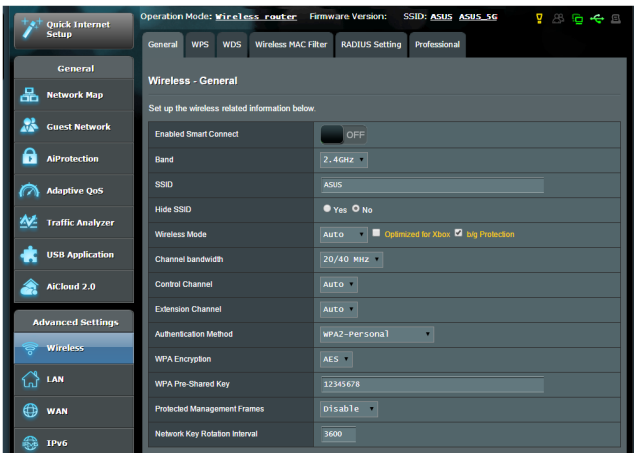 Quick Internet
Setup
Operation Mode: Wireless router Firmware Version: SSID: ASUS ASUS_5G
General WPS WDS Wireless MAC Filter RADIUS Setting Professional
General
Network Map
Guest Network
AiProtection
Adaptive QoS
Traffic Analyzer
USB Application
AiCloud 2.0
Advanced Settings
Wireless
LAN
WAN
IPv6
Wireless - General
Set up the wireless related information below.
Enabled Smart Connect OFF
Band 2.4GHz
SSID ASUS
Hide SSID Yes No
Wireless Mode Auto Optimized for Xbox b/g Protection
Channel bandwidth 20/40 MHz
Control Channel Auto
Extension Channel Auto
Authentication Method WPA2-Personal
WPA Encryption AES
WPA Pre-Shared Key 12345678
Protected Management Frames Disable
Network Key Rotation Interval 3600